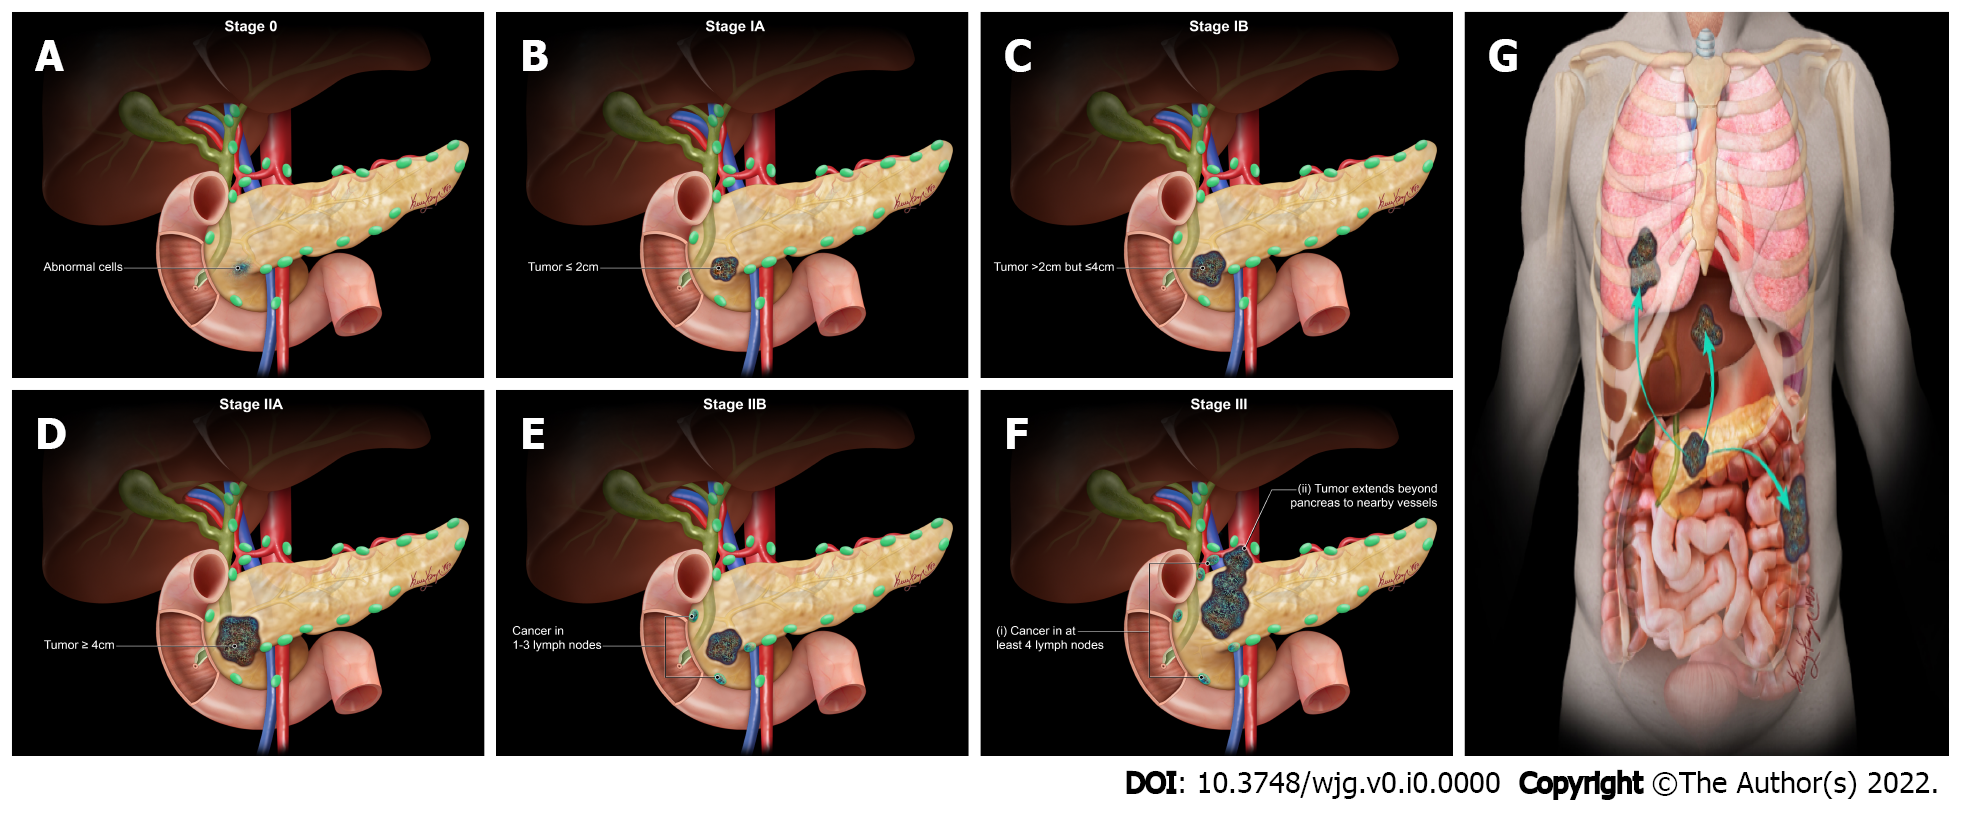 A
Stage 0
Abnormal cells
B
Stage IA
Tumor ≤ 2cm
C
Stage IB
Tumor >2cm but ≤4cm
D
Stage IIA
Tumor ≥ 4cm
E
Stage IIB
Cancer in
1-3 lymph nodes
F
Stage III
(ii) Tumor extends beyond
pancreas to nearby vessels
(i) Cancer in at
least 4 lymph nodes
G
DOI: 10.3748/wjg.v0.i0.0000 Copyright ©The Author(s) 2022.